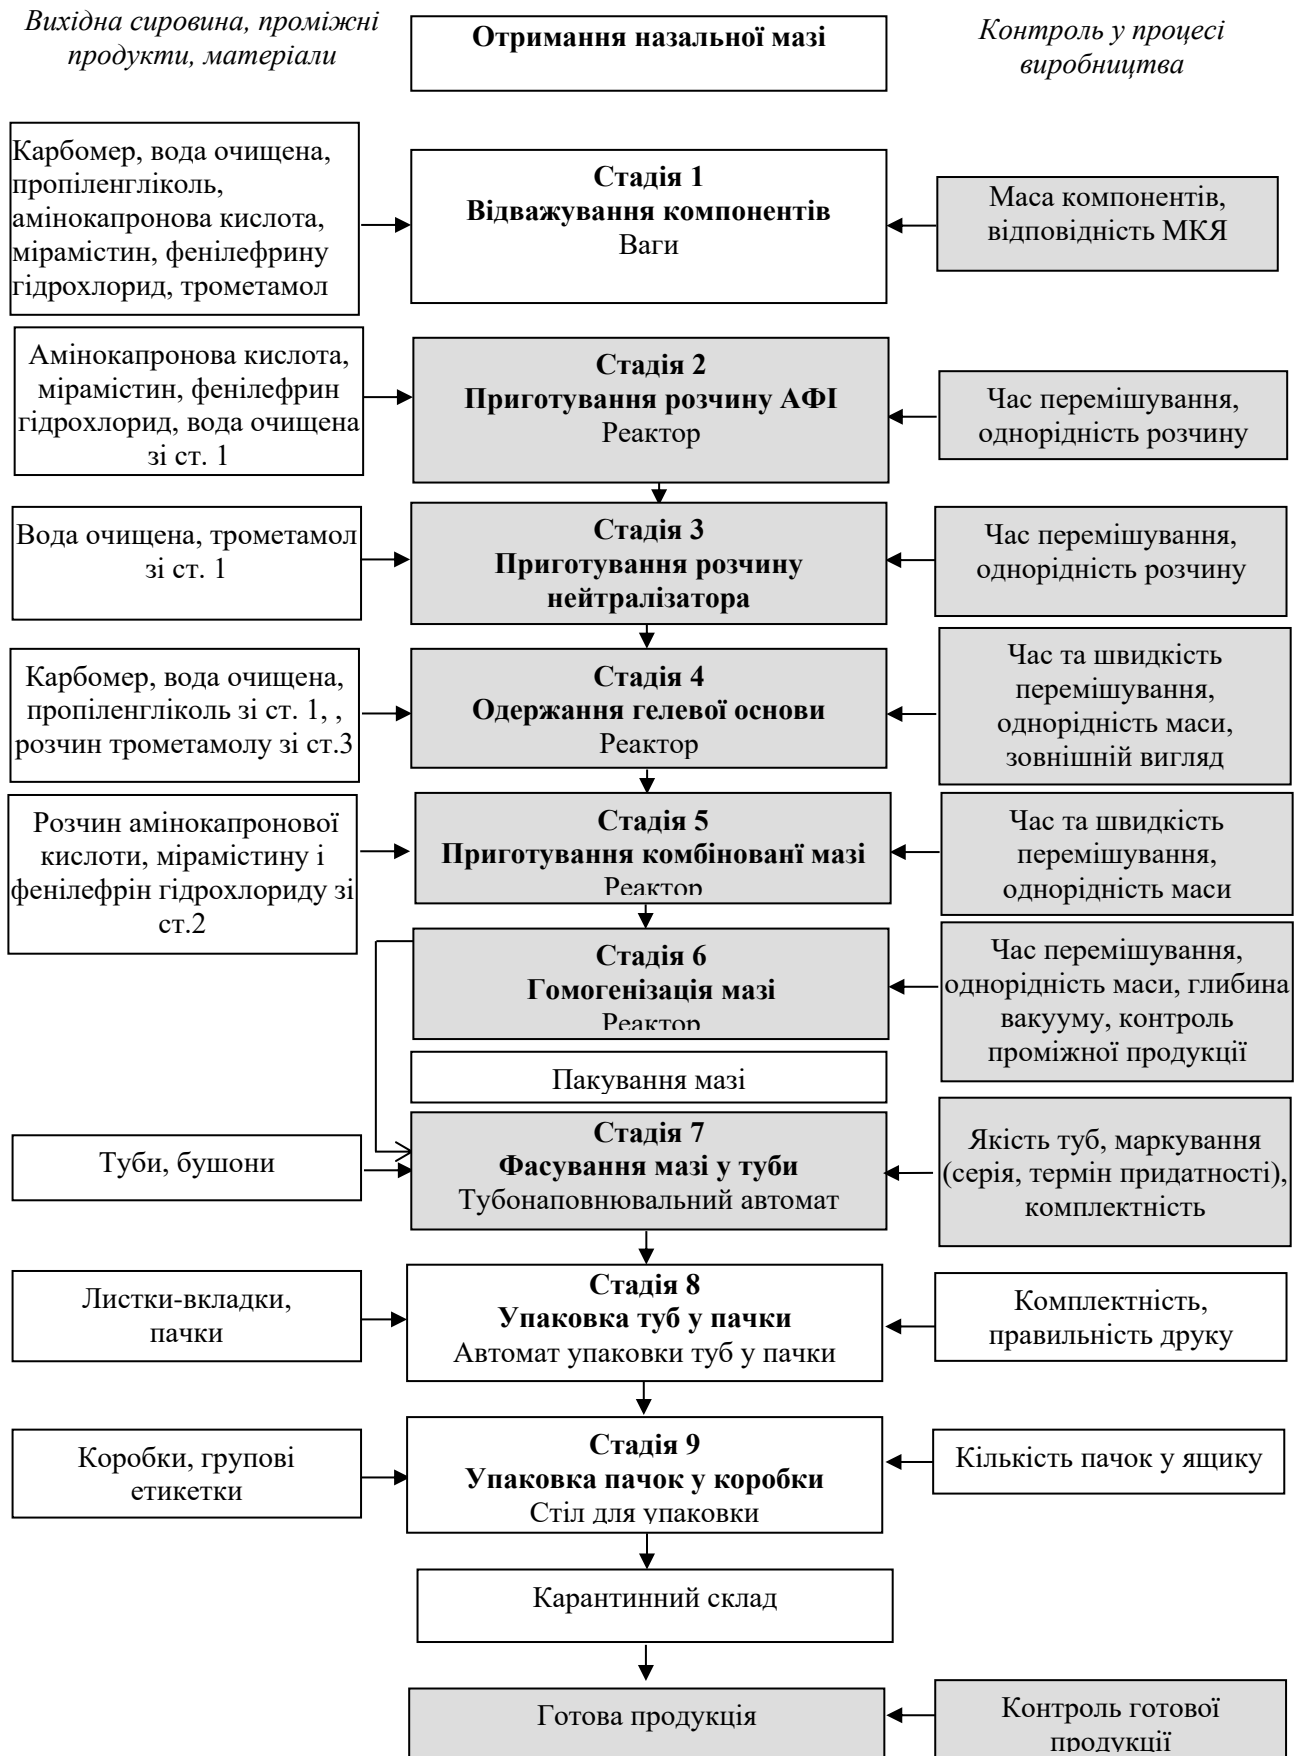 Вихідна сировина, проміжні
продукти, матеріали
Отримання назальної мазі
Контроль у процесі
виробництва
Карбомер, вода очищена,
пропіленгліколь,
амінокапронова кислота,
мірамістин, фенілефрину
гідрохлорид, трометамол
Стадія 1
Відважування компонентів
Ваги
Маса компонентів,
відповідність МКЯ
Амінокапронова кислота,
мірамістин, фенілефрин
гідрохлорид, вода очищена
зі ст. 1
Стадія 2
Приготування розчину АФІ
Реактор
Час перемішування,
однорідність розчину
Вода очищена, трометамол
зі ст. 1
Стадія 3
Приготування розчину
нейтралізатора
Час перемішування,
однорідність розчину
Карбомер, вода очищена,
пропіленгліколь зі ст. 1, ,
розчин трометамолу зі ст.3
Стадія 4
Одержання гелевої основи
Реактор
Час та швидкість
перемішування,
однорідність маси,
зовнішній вигляд
Розчин амінокапронової
кислоти, мірамістину і
фенілефрін гідрохлориду зі
ст.2
Стадія 5
Приготування комбінованї мазі
Реактор
Час та швидкість
перемішування,
однорідність маси
Стадія 6
Гомогенізація мазі
Реактор
Час перемішування,
однорідність маси, глибина
вакууму, контроль
проміжної продукції
Пакування мазі
Туби, бушони
Стадія 7
Фасування мазі у туби
Тубонаповнювальний автомат
Якість туб, маркування
(серія, термін придатності),
комплектність
Листки-вкладки,
пачки
Стадія 8
Упаковка туб у пачки
Автомат упаковки туб у пачки
Комплектність,
правильність друку
Коробки, групові
етикетки
Стадія 9
Упаковка пачок у коробки
Стіл для упаковки
Кількість пачок у ящику
Карантинний склад
Готова продукція
Контроль готової
продукції